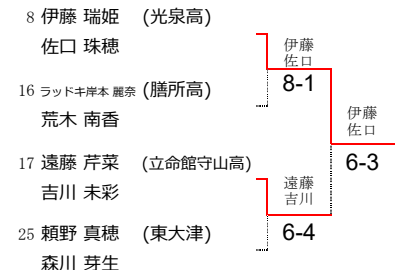 8 伊藤 瑞姫 (光泉高)
佐口 珠穂
伊藤
佐口
8-1
16 ラッドキ岸本 麗奈 (膳所高)
荒木 南香
伊藤
佐口
6-3
17 遠藤 芹菜 (立命館守山高)
吉川 未彩
遠藤
吉川
6-4
25 頼野 真穂 (東大津)
森川 芽生